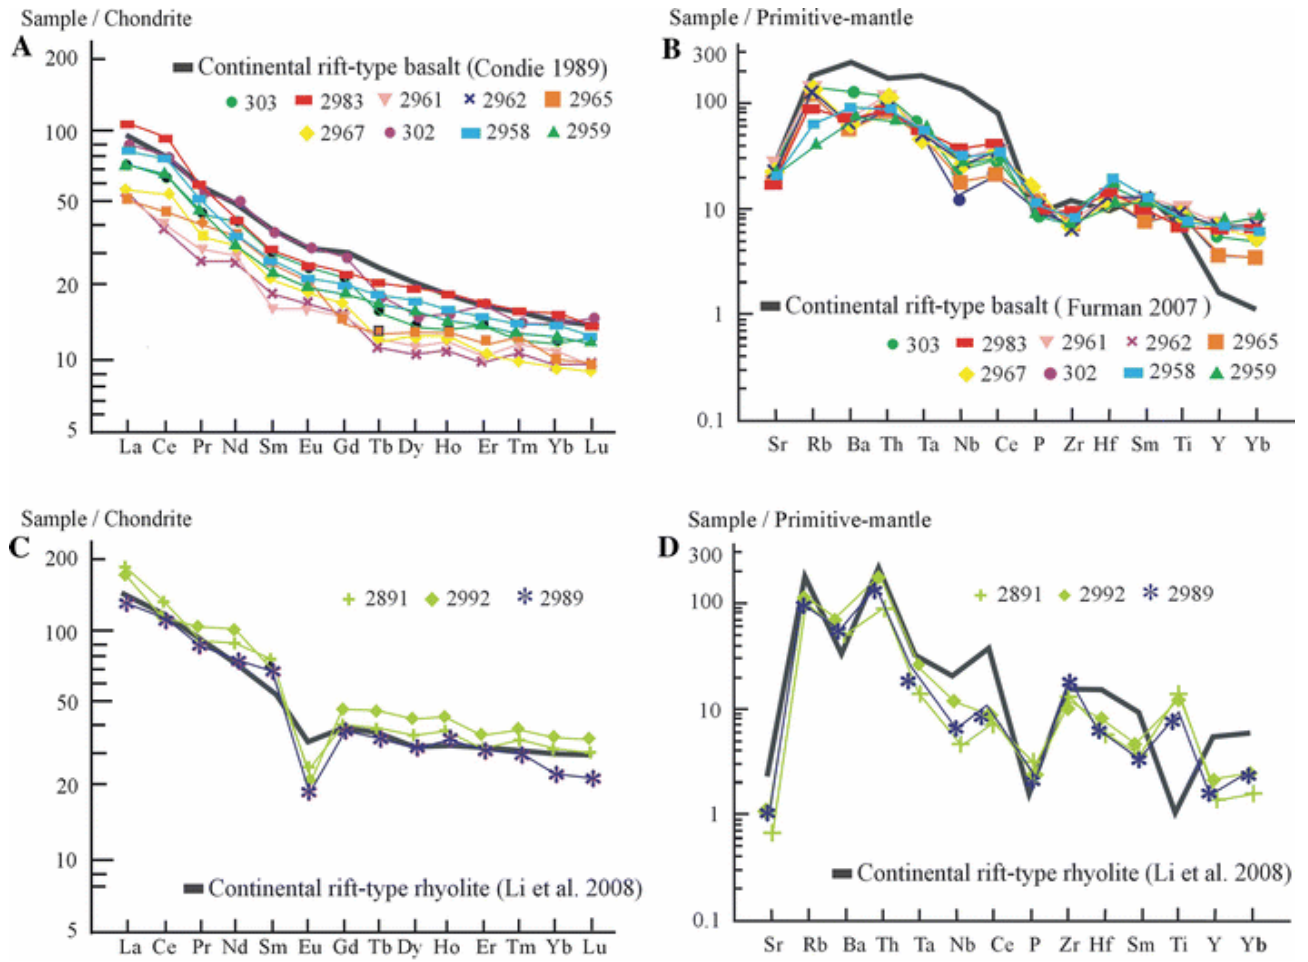 Sample / Chondrite
A
200
100
50
20
10
5
Continental rift-type basalt (Condie 1989)
303 2983 2961 2962 2965
2967 302 2958 2959
La Ce Pr Nd Sm Eu Gd Tb Dy Ho Er Tm Yb Lu
Sample / Primitive-mantle
B
300
100
10
1
0.1
Continental rift-type basalt ( Furman 2007 )
303 2983 2961 2962 2965
2967 302 2958 2959
Sr Rb Ba Th Ta Nb Ce P Zr Hf Sm Ti Y Yb
Sample / Chondrite
C
200
100
50
20
10
5
2891 2992 2989
Continental rift-type rhyolite (Li et al. 2008)
La Ce Pr Nd Sm Eu Gd Tb Dy Ho Er Tm Yb Lu
Sample / Primitive-mantle
D
300
100
10
1
0.1
2891 2992 2989
Continental rift-type rhyolite (Li et al. 2008)
Sr Rb Ba Th Ta Nb Ce P Zr Hf Sm Ti Y Yb